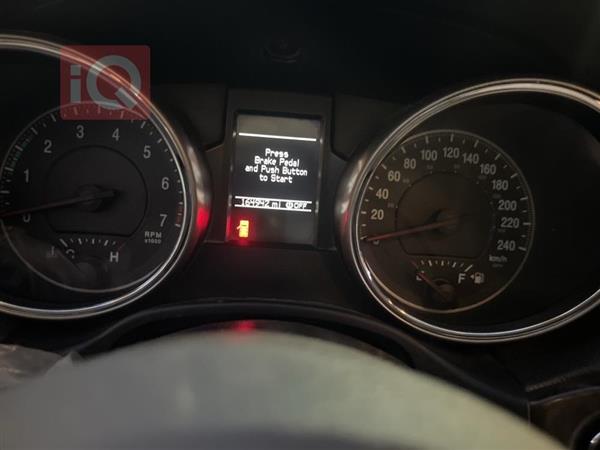 iQ
Press
Brake Pedal
and Push Button
to Start
164942 mi OFF
0 1 2 3 4 5 6 7
RPM
x1000
C H
20 40 60 80 100 120 140 160 180 200 220 240
km/h
F